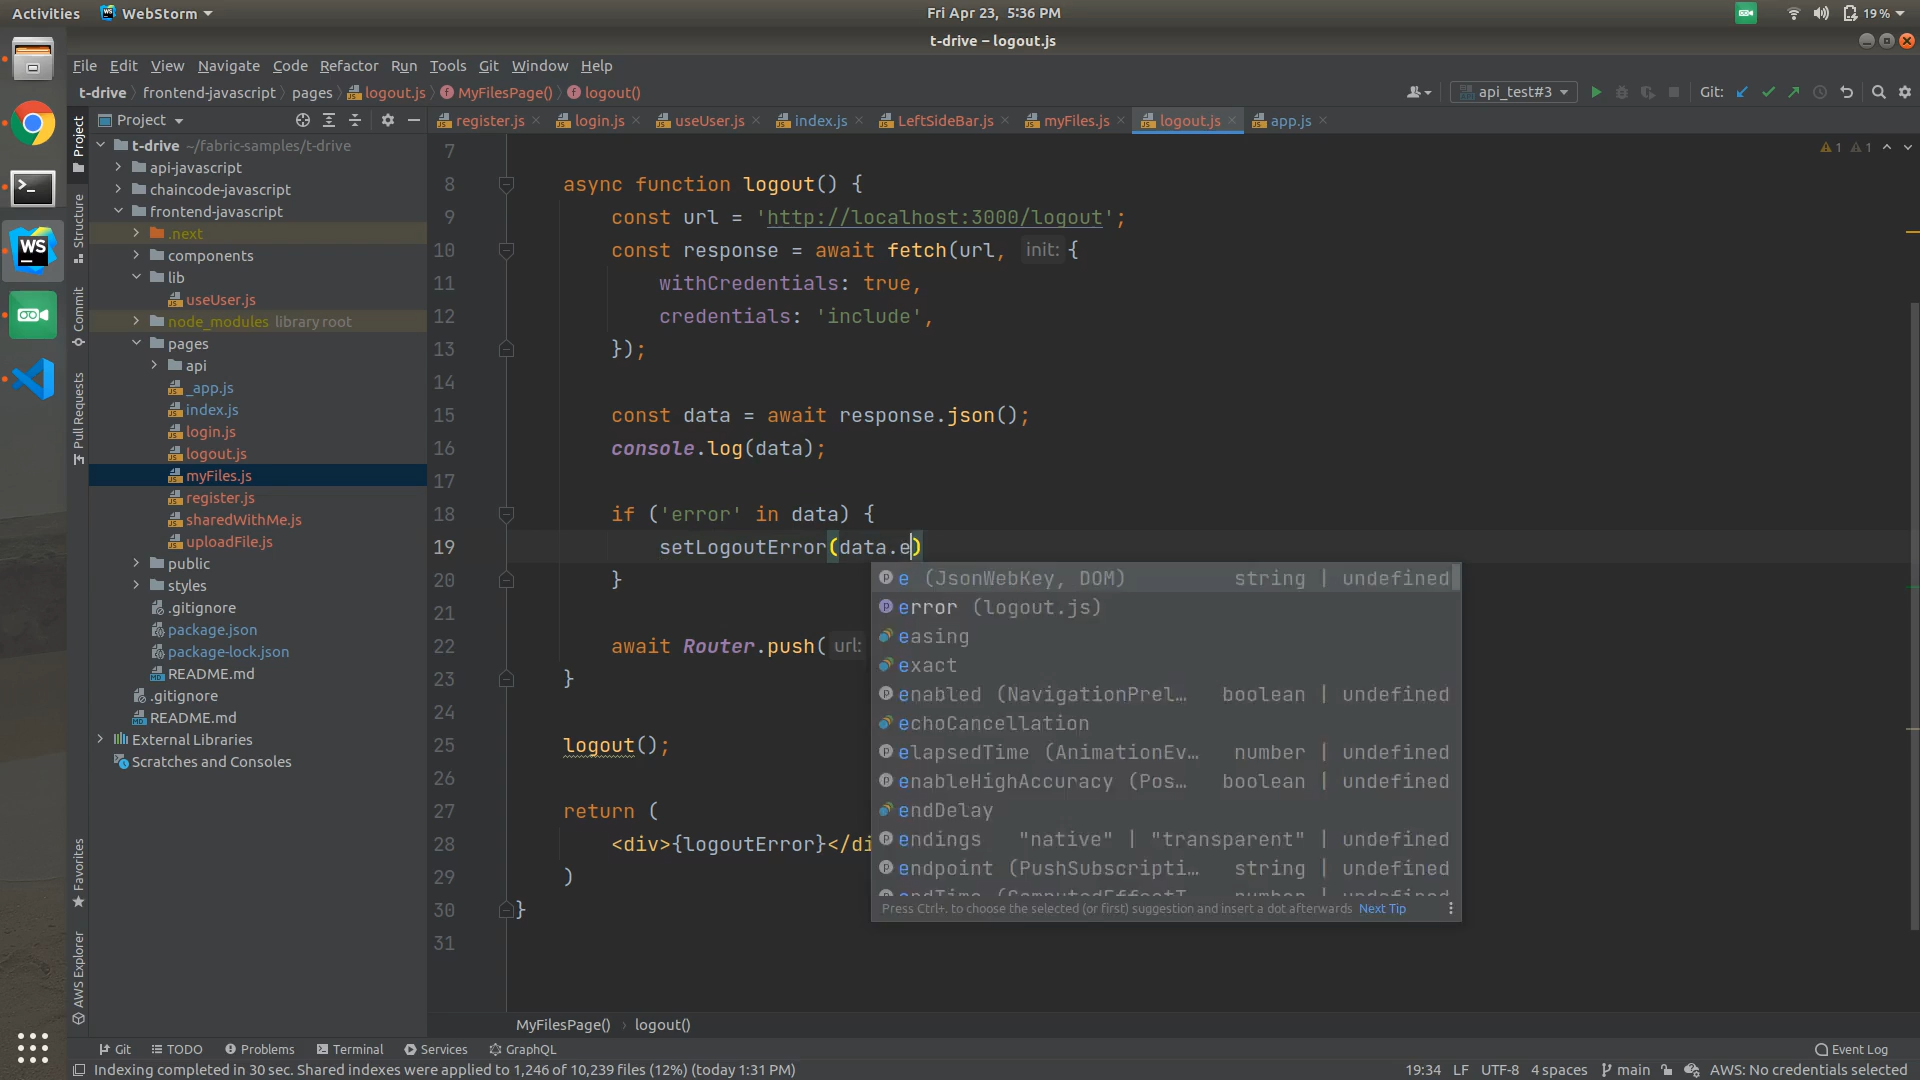 Activities
WebStorm
Fri Apr 23, 5:36 PM
19 %
t-drive – logout.js
File Edit View Navigate Code Refactor Run Tools Git Window Help
t-drive frontend-javascript pages logout.js MyFilesPage() logout()
api_test#3
Git:
Project
register.js login.js useUser.js index.js LeftSideBar.js myFiles.js logout.js app.js
t-drive ~/fabric-samples/t-drive
api-javascript
chaincode-javascript
frontend-javascript
.next
components
lib
useUser.js
node_modules library root
pages
api
_app.js
index.js
login.js
logout.js
myFiles.js
register.js
sharedWithMe.js
uploadFile.js
public
styles
.gitignore
package.json
package-lock.json
README.md
.gitignore
README.md
External Libraries
Scratches and Consoles
Project
Structure
Commit
Pull Requests
Favorites
AWS Explorer
1 1
7
8 async function logout() {
9 const url = 'http://localhost:3000/logout';
10 const response = await fetch(url, init: {
11 withCredentials: true,
12 credentials: 'include',
13 });
14
15 const data = await response.json();
16 console.log(data);
17
18 if ('error' in data) {
19 setLogoutError(data.e)
20 }
21
22 await Router.push( url:
23 }
24
25 logout();
26
27 return (
28 <div>{logoutError}</di
29 )
30 }
31
e (JsonWebKey, DOM) string | undefined
error (logout.js)
easing
exact
enabled (NavigationPrel… boolean | undefined
echoCancellation
elapsedTime (AnimationEv… number | undefined
enableHighAccuracy (Pos… boolean | undefined
endDelay
endings "native" | "transparent" | undefined
endpoint (PushSubscripti… string | undefined
endTime (ComputedEffectT… number | undefined
Press Ctrl+. to choose the selected (or first) suggestion and insert a dot afterwards Next Tip
MyFilesPage() logout()
Git TODO Problems Terminal Services GraphQL Event Log
Indexing completed in 30 sec. Shared indexes were applied to 1,246 of 10,239 files (12%) (today 1:31 PM)
19:34 LF UTF-8 4 spaces main AWS: No credentials selected